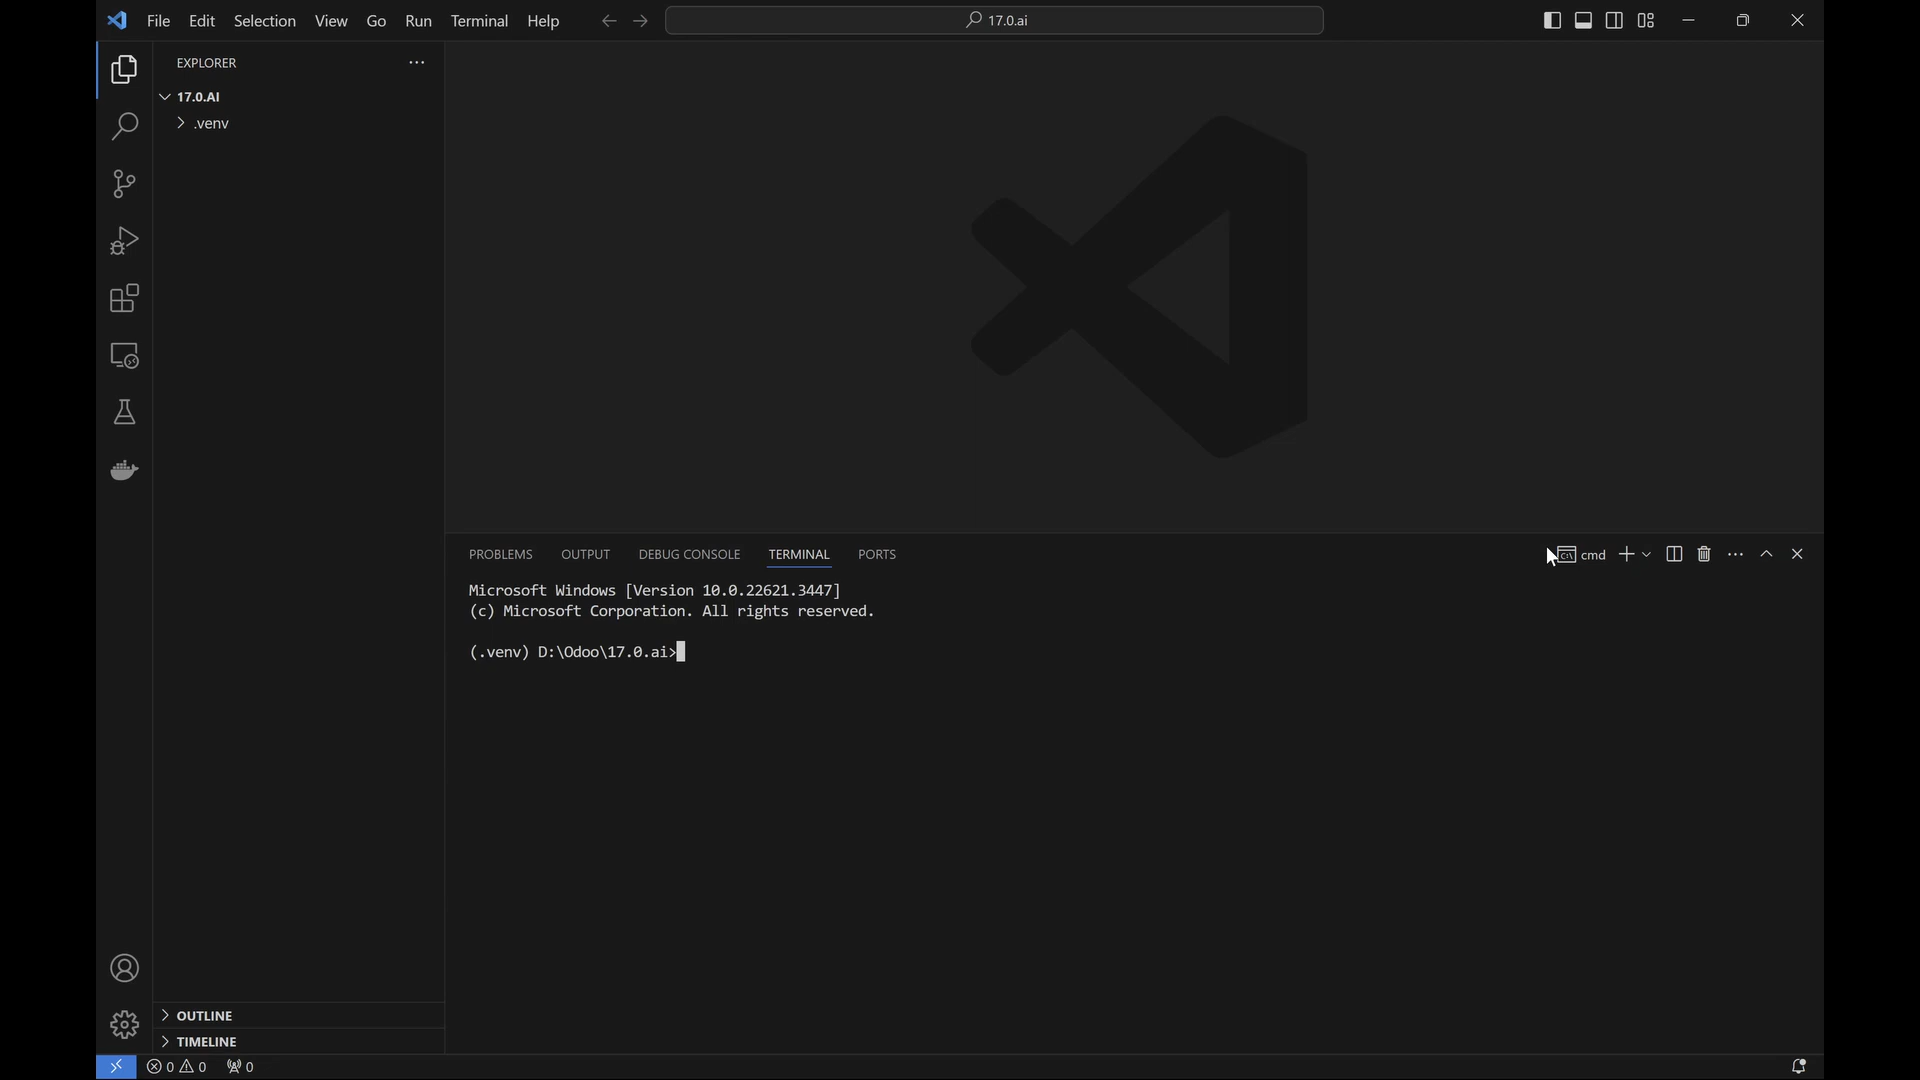 File Edit Selection View Go Run Terminal Help
17.0.ai
EXPLORER
17.0.AI
.venv
PROBLEMS OUTPUT DEBUG CONSOLE TERMINAL PORTS
cmd
Microsoft Windows [Version 10.0.22621.3447]
(c) Microsoft Corporation. All rights reserved.
(.venv) D:\Odoo\17.0.ai>
OUTLINE
TIMELINE
0 0 0